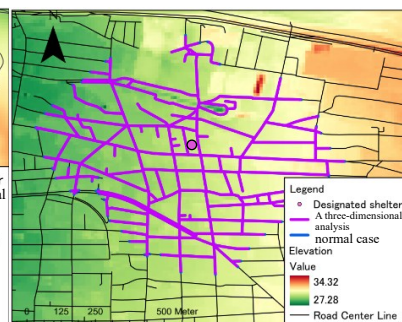 Legend
Designated shelter
A three-dimensional
analysis
normal case
Elevation
Value
34.32
27.28
Road Center Line
0 125 250 500 Meter